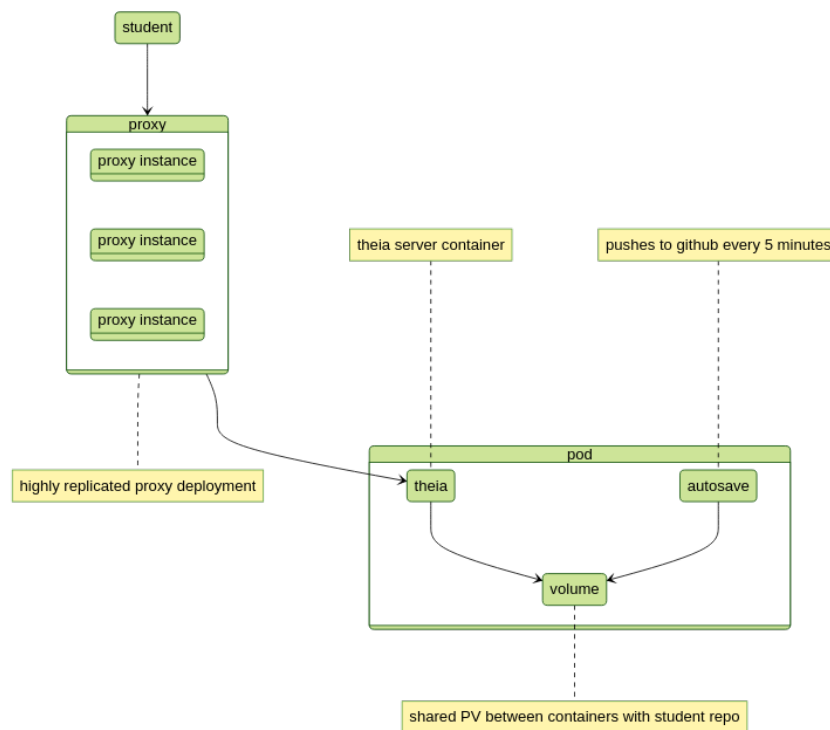 student
proxy
proxy instance
proxy instance
proxy instance
theia server container
pushes to github every 5 minutes
highly replicated proxy deployment
pod
theia
autosave
volume
shared PV between containers with student repo